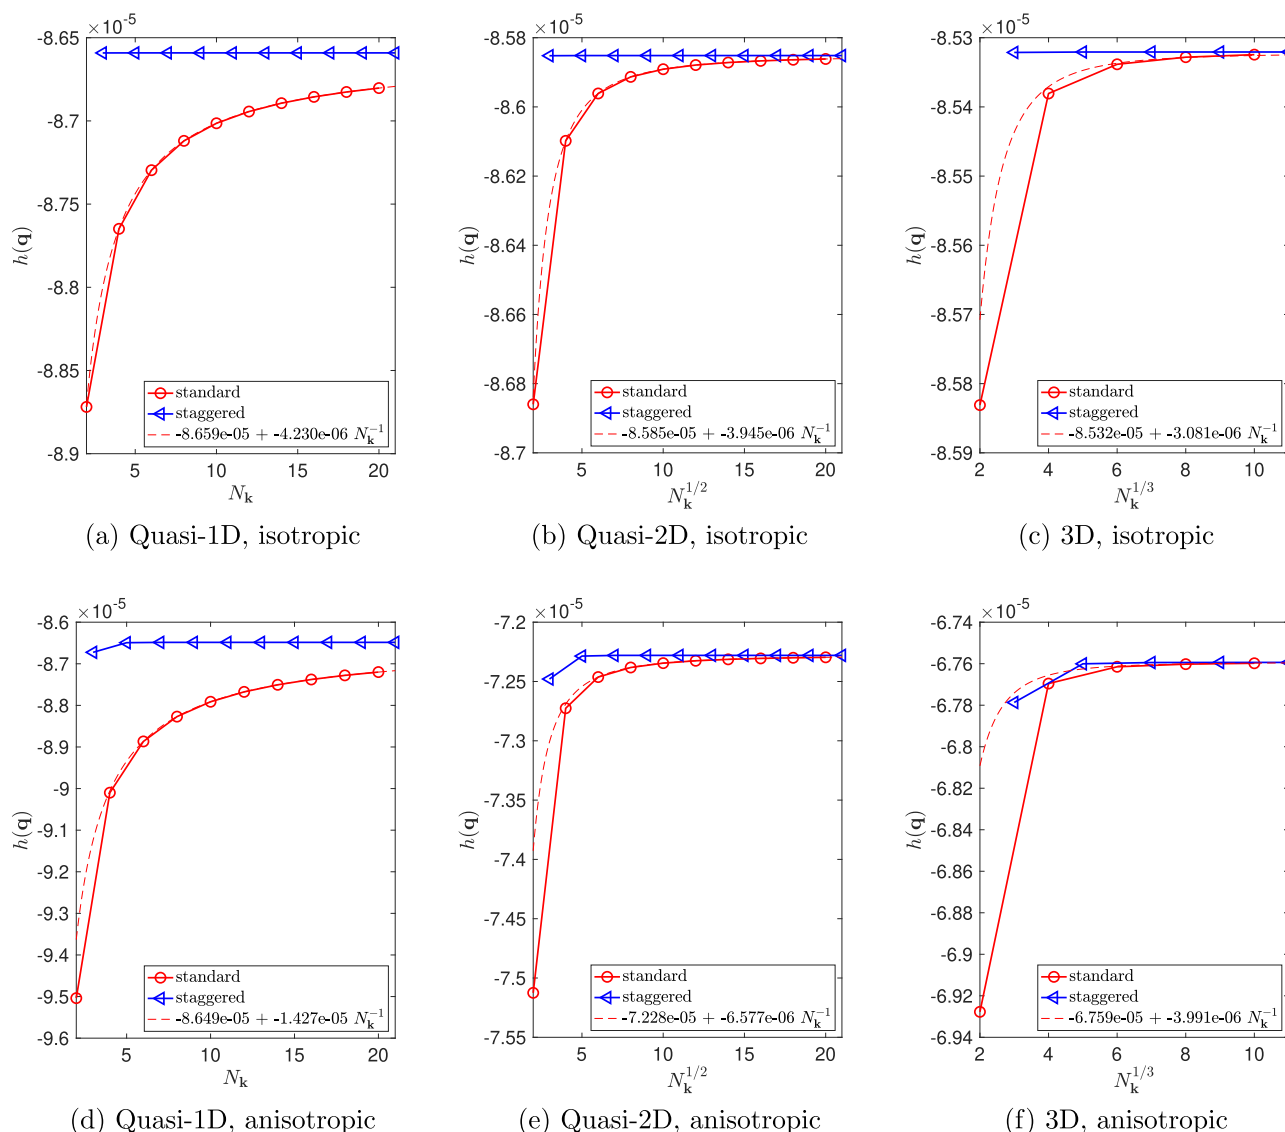 ×10⁻⁵
-8.65
-8.7
-8.75
-8.8
-8.85
-8.9
h(q)
standard
staggered
-8.659e-05 + -4.230e-06 N_k⁻¹
5 10 15 20
N_k
(a) Quasi-1D, isotropic
×10⁻⁵
-8.58
-8.6
-8.62
-8.64
-8.66
-8.68
-8.7
h(q)
standard
staggered
-8.585e-05 + -3.945e-06 N_k⁻¹
5 10 15 20
N_k^1/2
(b) Quasi-2D, isotropic
×10⁻⁵
-8.53
-8.54
-8.55
-8.56
-8.57
-8.58
-8.59
h(q)
standard
staggered
-8.532e-05 + -3.081e-06 N_k⁻¹
2 4 6 8 10
N_k^1/3
(c) 3D, isotropic
×10⁻⁵
-8.6
-8.7
-8.8
-8.9
-9
-9.1
-9.2
-9.3
-9.4
-9.5
-9.6
h(q)
standard
staggered
-8.649e-05 + -1.427e-05 N_k⁻¹
5 10 15 20
N_k
(d) Quasi-1D, anisotropic
×10⁻⁵
-7.2
-7.25
-7.3
-7.35
-7.4
-7.45
-7.5
-7.55
h(q)
standard
staggered
-7.228e-05 + -6.577e-06 N_k⁻¹
5 10 15 20
N_k^1/2
(e) Quasi-2D, anisotropic
×10⁻⁵
-6.74
-6.76
-6.78
-6.8
-6.82
-6.84
-6.86
-6.88
-6.9
-6.92
-6.94
h(q)
standard
staggered
-6.759e-05 + -3.991e-06 N_k⁻¹
2 4 6 8 10
N_k^1/3
(f) 3D, anisotropic